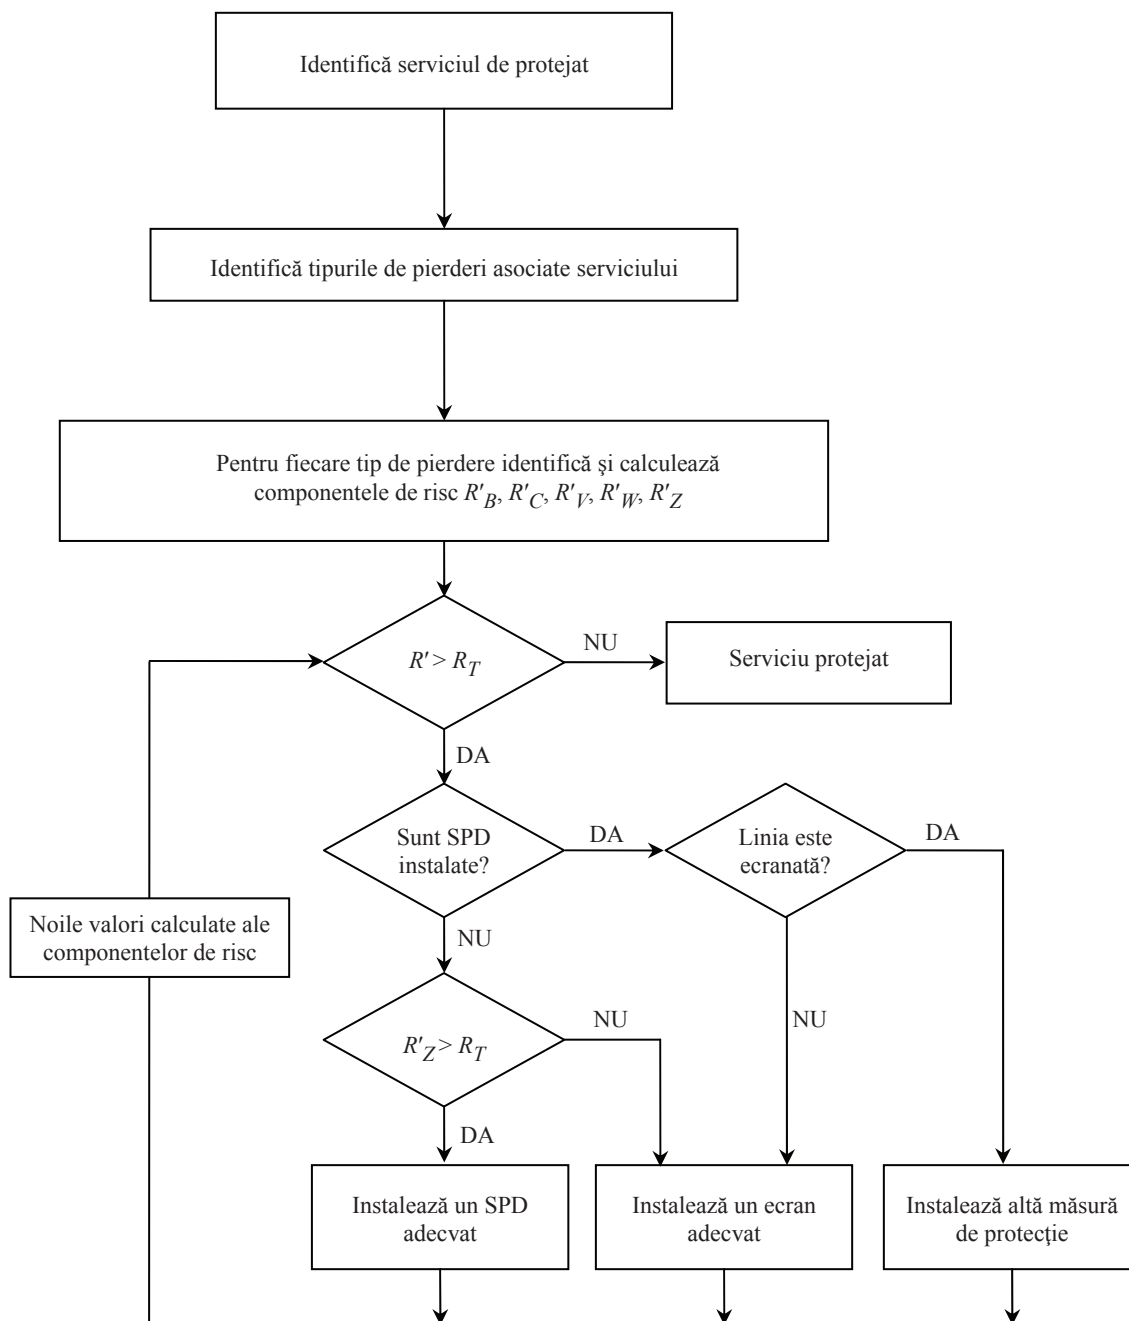 Identifică serviciul de protejat
Identifică tipurile de pierderi asociate serviciului
Pentru fiecare tip de pierdere identifică şi calculează
componentele de risc R'B, R'C, R'V, R'W, R'Z
R' > RT
NU
Serviciu protejat
DA
Sunt SPD
instalate?
DA
Linia este
ecranată?
DA
Noile valori calculate ale
componentelor de risc
NU
R'Z > RT
NU
NU
DA
Instalează un SPD
adecvat
Instalează un ecran
adecvat
Instalează altă măsură
de protecţie